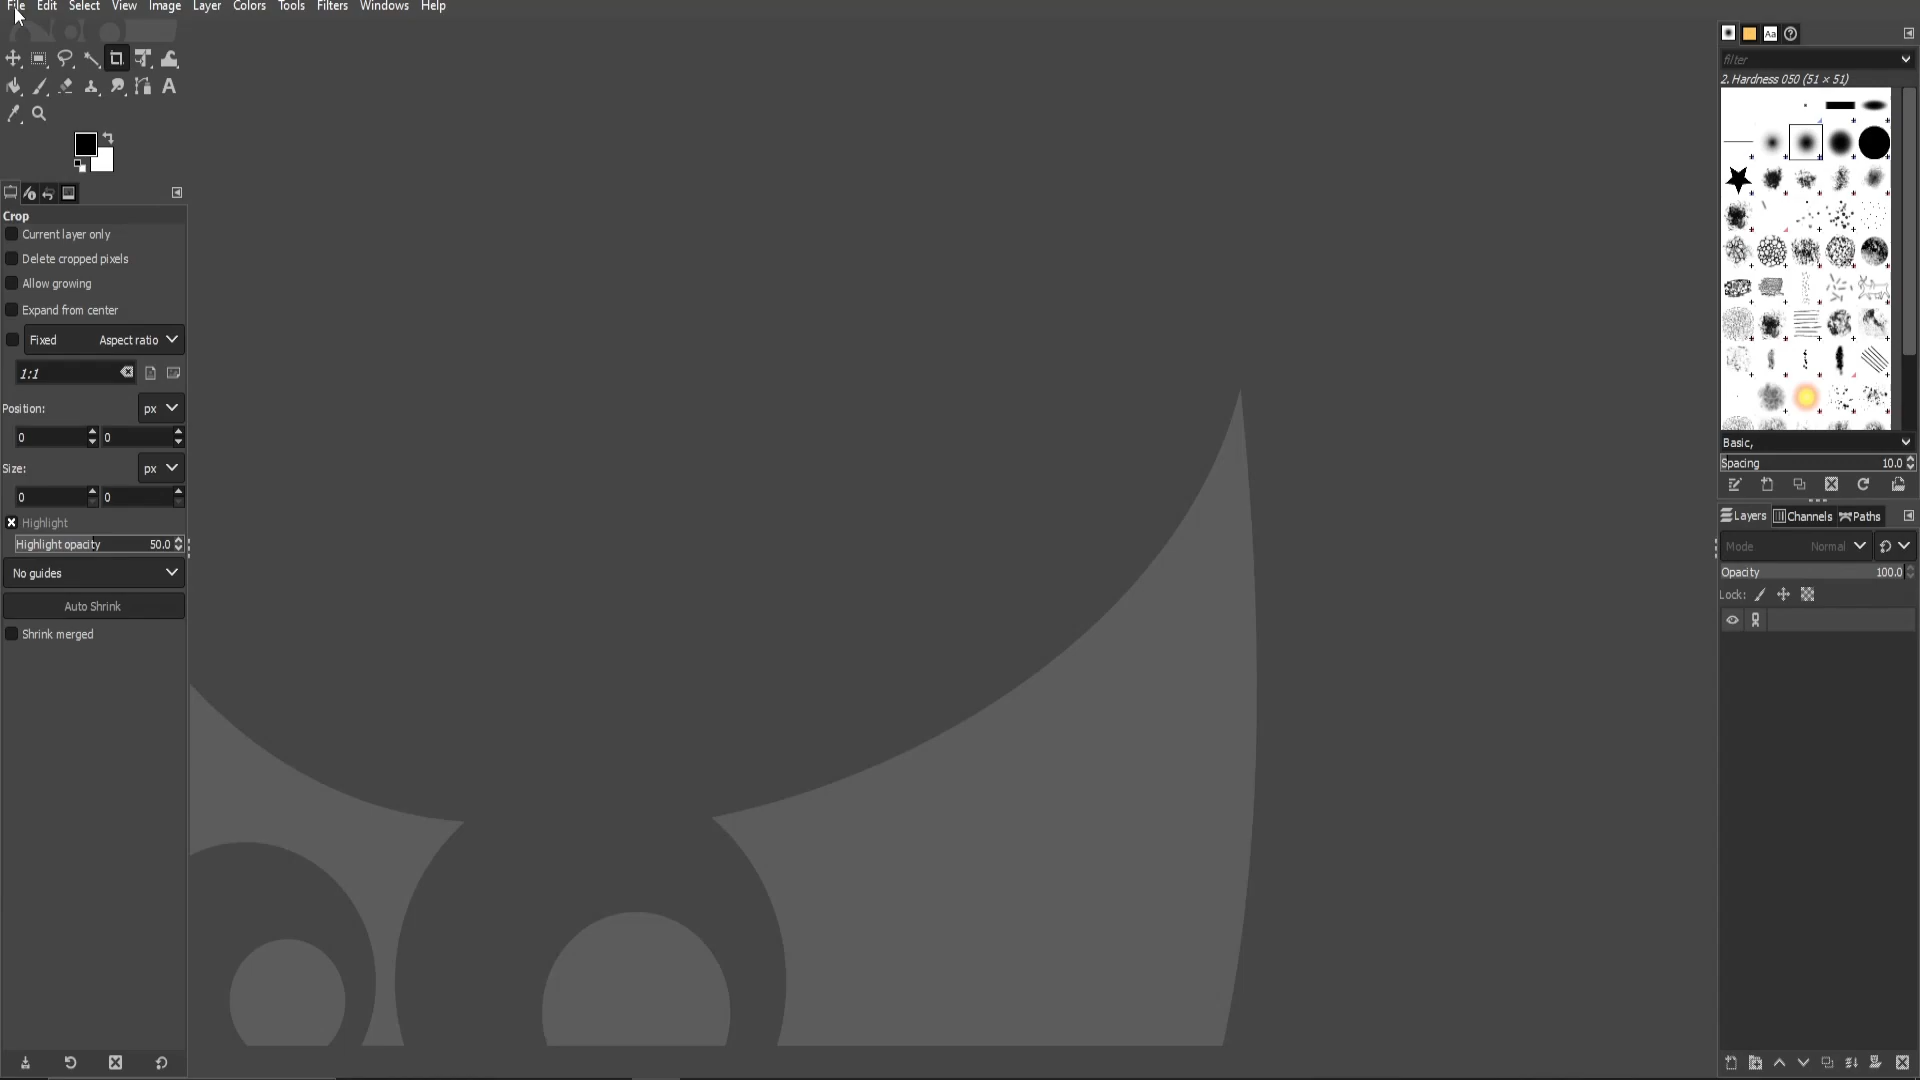 File Edit Select View Image Layer Colors Tools Filters Windows Help
Crop
Current layer only
Delete cropped pixels
Allow growing
Expand from center
Fixed Aspect ratio
1:1
Position: px
0 0
Size: px
0 0
Highlight
Highlight opacity 50.0
No guides
Auto Shrink
Shrink merged
Aa
filter
2. Hardness 050 (51 × 51)
Basic,
Spacing 10.0
Layers Channels Paths
Mode Normal
Opacity 100.0
Lock: